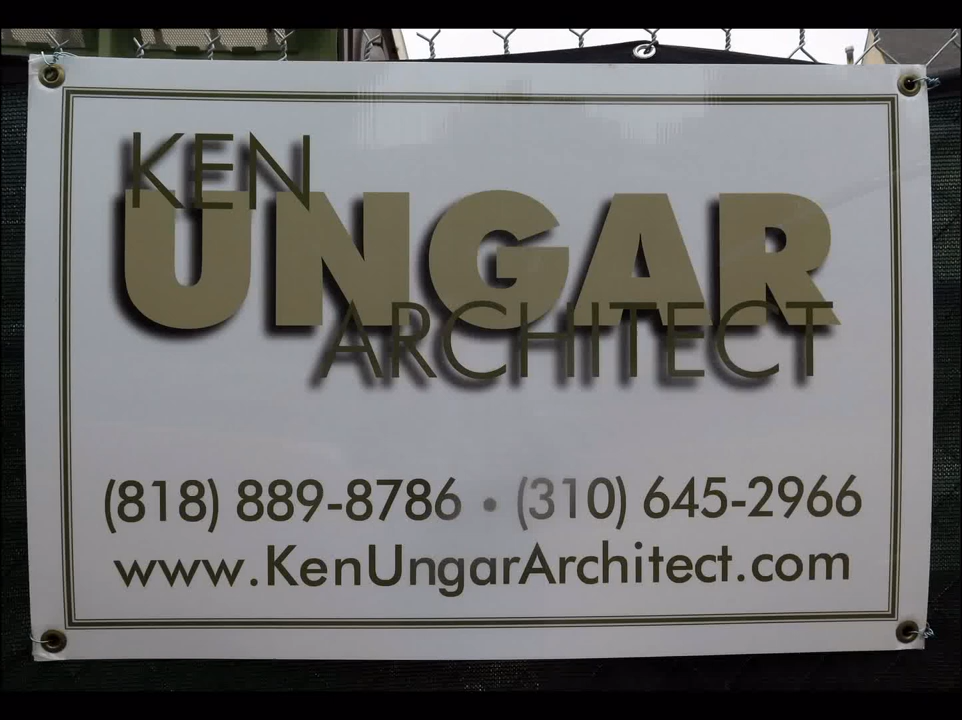 KEN
UNGAR
ARCHITECT
(818) 889-8786 • (310) 645-2966
www.KenUngarArchitect.com